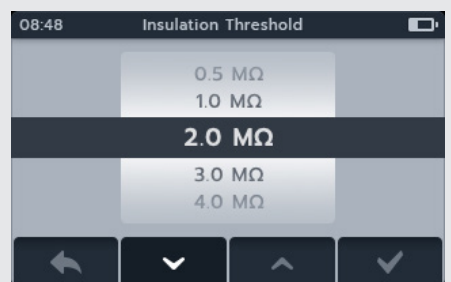 08:48 Insulation Threshold
0.5 MΩ
1.0 MΩ
2.0 MΩ
3.0 MΩ
4.0 MΩ